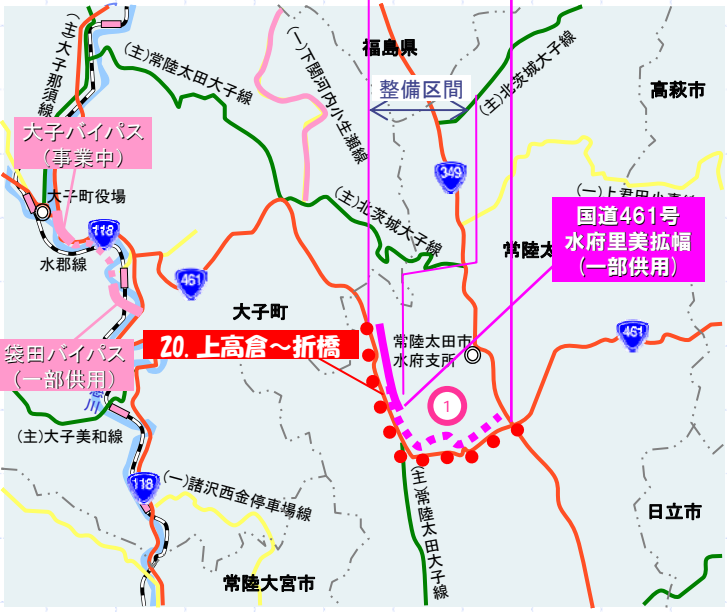 福島県
(主)大子那須線
(主)常陸太田大子線
(一)下関河内小生瀬線
整備区間
(主)北茨城大子線
高萩市
大子バイパス
(事業中)
349
大子町役場
(主)北茨城大子線
国道461号
水府里美拡幅
(一部供用)
118
水郡線
461
常陸太
大子町
20. 上高倉～折橋
常陸太田市
水府支所
461
袋田バイパス
(一部供用)
1
(主)大子美和線
118
(一)諸沢西金停車場線
(主)常陸太田大子線
日立市
常陸大宮市